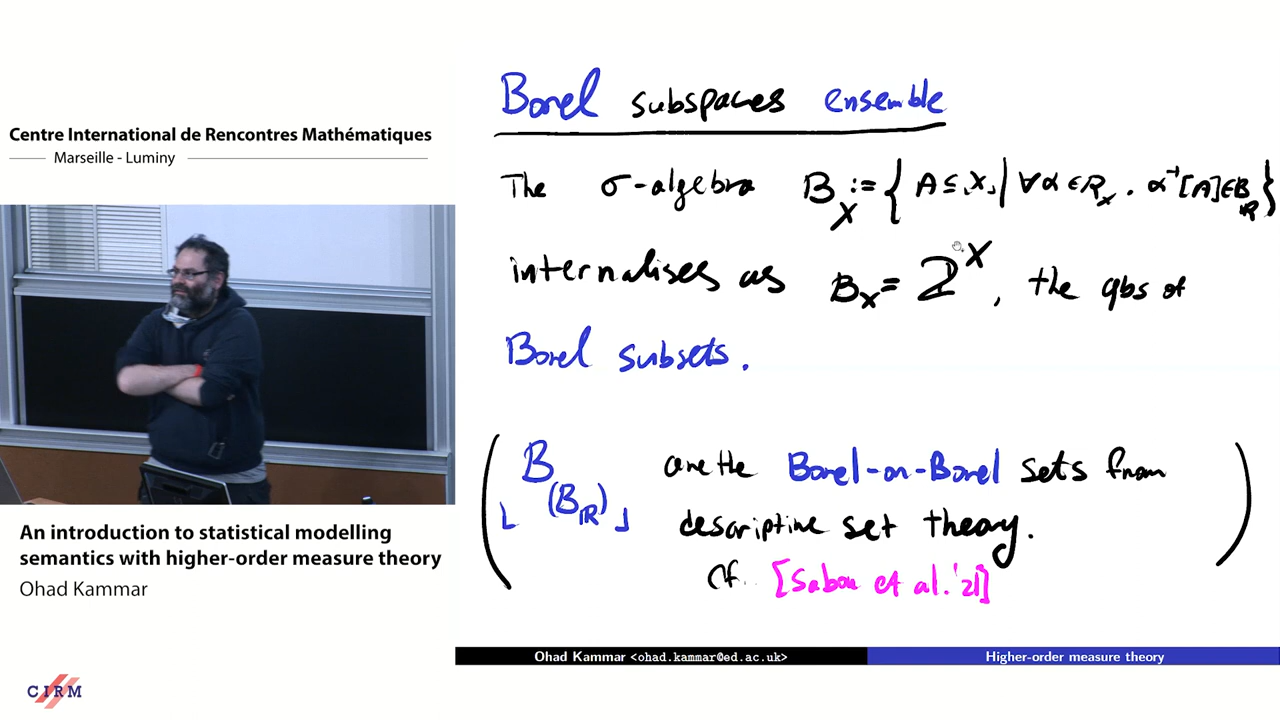 Centre International de Rencontres Mathématiques
Marseille - Luminy
An introduction to statistical modelling
semantics with higher-order measure theory
Ohad Kammar
CIRM
Borel subspaces ensemble
The σ-algebra B_X := { A ⊆ X | ∀α ∈ R_X . α⁻¹[A] ∈ B_ℝ }
internalises as B_X = 2^X, the qbs of
Borel subsets.
( B_⌞(B_ℝ)⌟ are the Borel-on-Borel sets from
descriptive set theory. )
Cf. [Sabok et al.'21]
Ohad Kammar <ohad.kammar@ed.ac.uk>
Higher-order measure theory